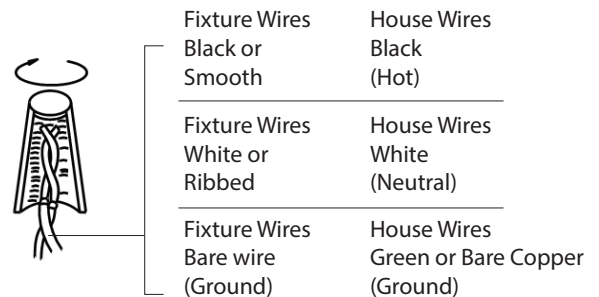 Fixture Wires House Wires
Black or Black
Smooth (Hot)
Fixture Wires House Wires
White or White
Ribbed (Neutral)
Fixture Wires House Wires
Bare wire Green or Bare Copper
(Ground) (Ground)